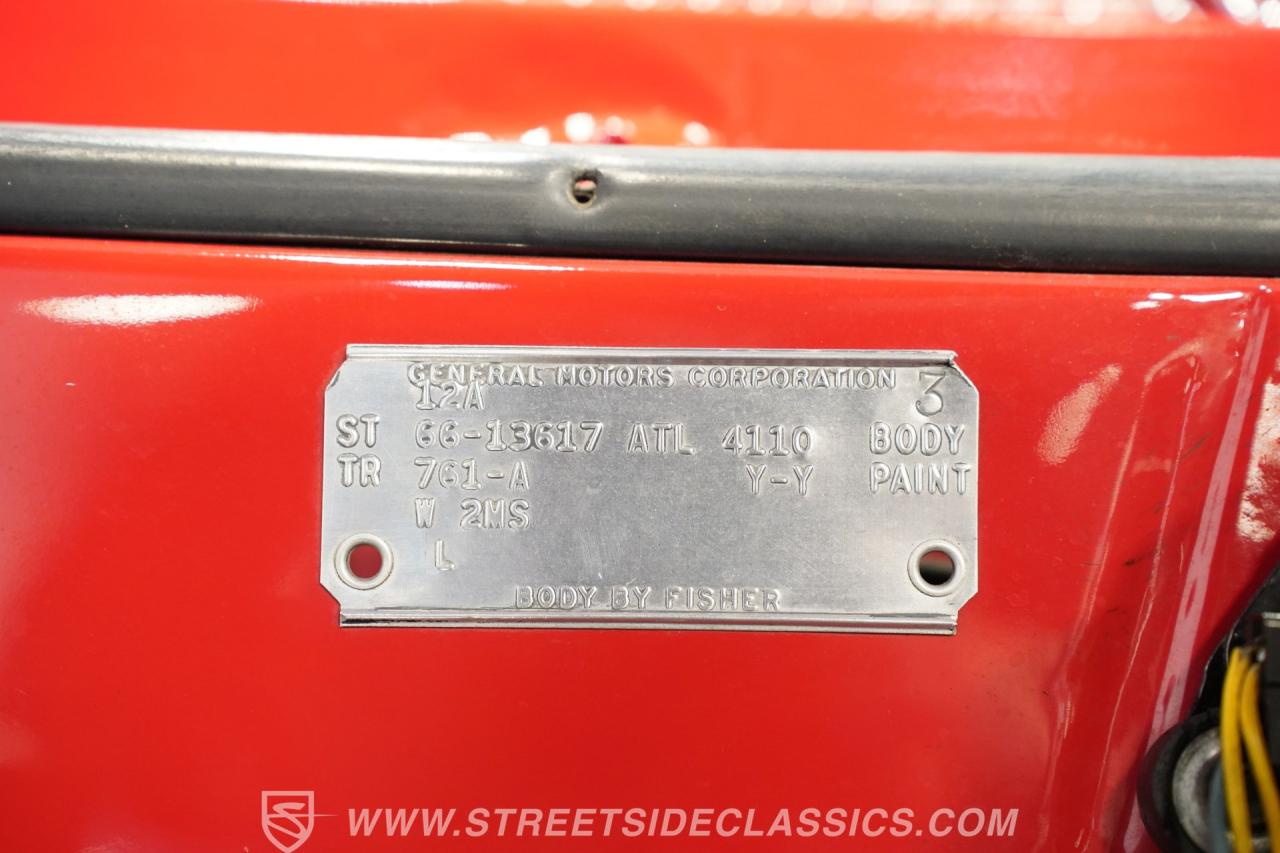 GENERAL MOTORS CORPORATION 3
12A
ST 66-13617 ATL 4110 BODY
TR 761-A Y-Y PAINT
W 2MS
L
BODY BY FISHER
WWW.STREETSIDECLASSICS.COM